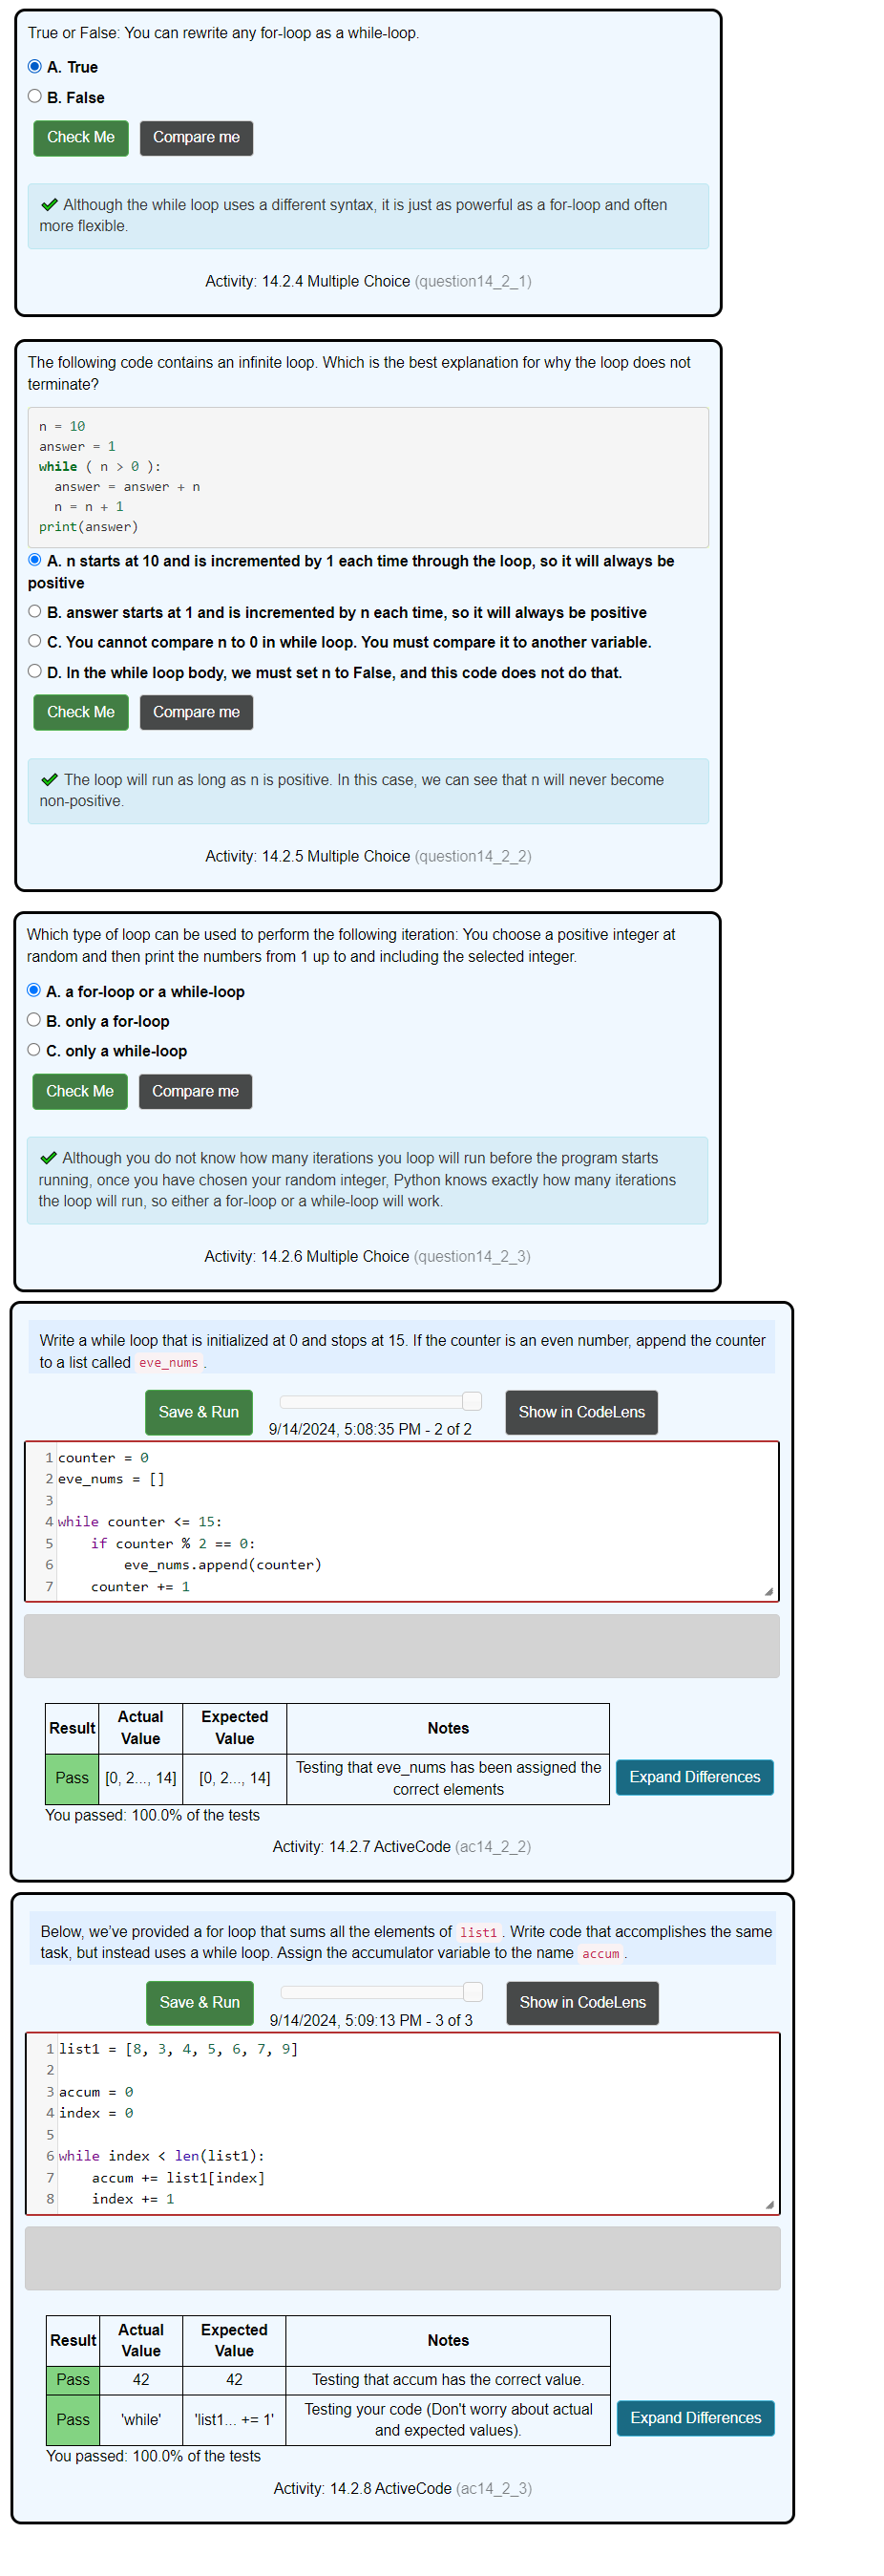 True or False: You can rewrite any for-loop as a while-loop.
A. True
B. False
Check Me Compare me
Although the while loop uses a different syntax, it is just as powerful as a for-loop and often
more flexible.
Activity: 14.2.4 Multiple Choice (question14_2_1)
The following code contains an infinite loop. Which is the best explanation for why the loop does not
terminate?
n = 10
answer = 1
while ( n > 0 ):
  answer = answer + n
  n = n + 1
print(answer)
A. n starts at 10 and is incremented by 1 each time through the loop, so it will always be
positive
B. answer starts at 1 and is incremented by n each time, so it will always be positive
C. You cannot compare n to 0 in while loop. You must compare it to another variable.
D. In the while loop body, we must set n to False, and this code does not do that.
Check Me Compare me
The loop will run as long as n is positive. In this case, we can see that n will never become
non-positive.
Activity: 14.2.5 Multiple Choice (question14_2_2)
Which type of loop can be used to perform the following iteration: You choose a positive integer at
random and then print the numbers from 1 up to and including the selected integer.
A. a for-loop or a while-loop
B. only a for-loop
C. only a while-loop
Check Me Compare me
Although you do not know how many iterations you loop will run before the program starts
running, once you have chosen your random integer, Python knows exactly how many iterations
the loop will run, so either a for-loop or a while-loop will work.
Activity: 14.2.6 Multiple Choice (question14_2_3)
Write a while loop that is initialized at 0 and stops at 15. If the counter is an even number, append the counter
to a list called eve_nums .
Save & Run 9/14/2024, 5:08:35 PM - 2 of 2 Show in CodeLens
1 counter = 0
2 eve_nums = []
3
4 while counter <= 15:
5     if counter % 2 == 0:
6         eve_nums.append(counter)
7     counter += 1
Result Actual Value Expected Value Notes
Pass [0, 2..., 14] [0, 2..., 14] Testing that eve_nums has been assigned the correct elements Expand Differences
You passed: 100.0% of the tests
Activity: 14.2.7 ActiveCode (ac14_2_2)
Below, we've provided a for loop that sums all the elements of list1 . Write code that accomplishes the same
task, but instead uses a while loop. Assign the accumulator variable to the name accum .
Save & Run 9/14/2024, 5:09:13 PM - 3 of 3 Show in CodeLens
1 list1 = [8, 3, 4, 5, 6, 7, 9]
2
3 accum = 0
4 index = 0
5
6 while index < len(list1):
7     accum += list1[index]
8     index += 1
Result Actual Value Expected Value Notes
Pass 42 42 Testing that accum has the correct value.
Pass 'while' 'list1... += 1' Testing your code (Don't worry about actual and expected values). Expand Differences
You passed: 100.0% of the tests
Activity: 14.2.8 ActiveCode (ac14_2_3)